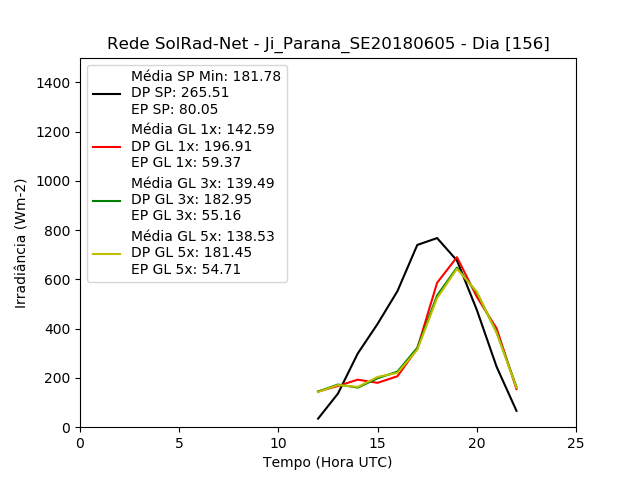 Rede SolRad-Net - Ji_Parana_SE20180605 - Dia [156]
Média SP Min: 181.78
DP SP: 265.51
EP SP: 80.05
Média GL 1x: 142.59
DP GL 1x: 196.91
EP GL 1x: 59.37
Média GL 3x: 139.49
DP GL 3x: 182.95
EP GL 3x: 55.16
Média GL 5x: 138.53
DP GL 5x: 181.45
EP GL 5x: 54.71
Irradiância (Wm-2)
1400
1200
1000
800
600
400
200
0
0 5 10 15 20 25
Tempo (Hora UTC)